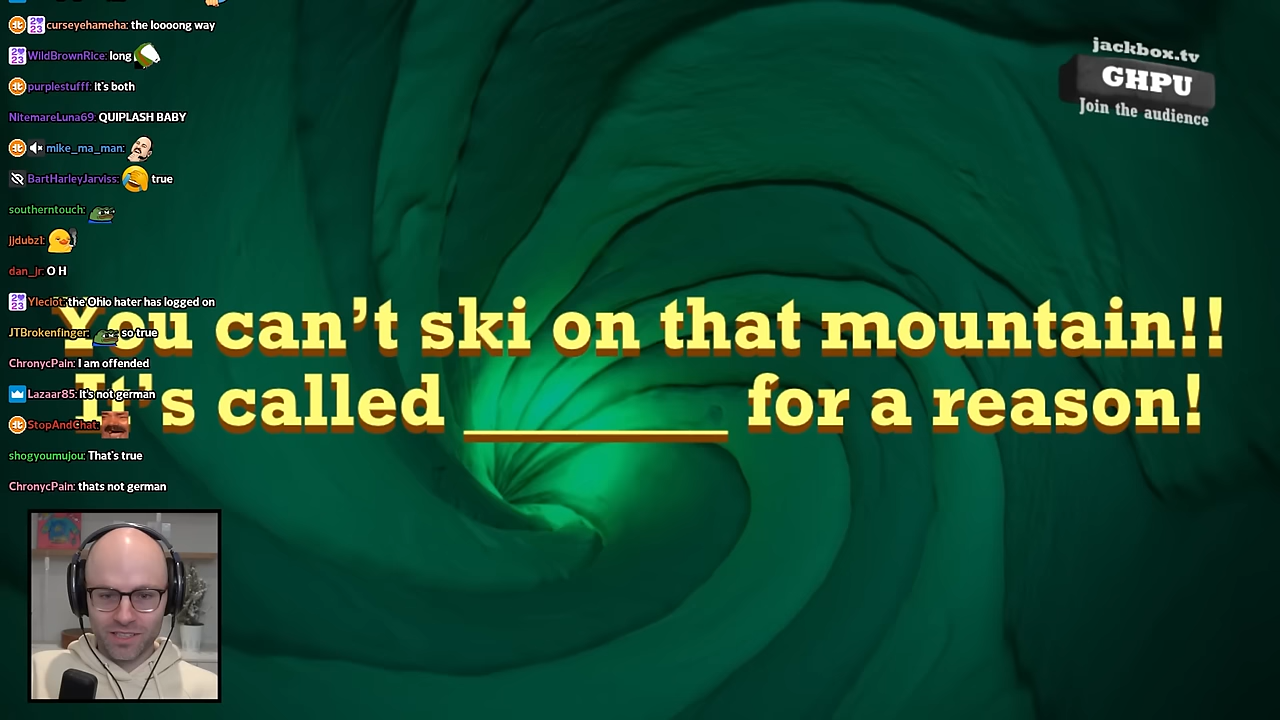 curseyehameha: the loooong way
WildBrownRice: long
purplestufff: It's both
NitemareLuna69: QUIPLASH BABY
mike_ma_man:
BartHarleyJarviss: true
southerntouch:
jjdubzl:
dan_jr: O H
Yleciot: the Ohio hater has logged on
JTBrokenfinger: so true
ChronycPain: I am offended
Lazaar85: It's not german
StopAndChat:
shogyoumujou: That's true
ChronycPain: thats not german
jackbox.tv
GHPU
Join the audience
You can't ski on that mountain!!
It's called ______ for a reason!